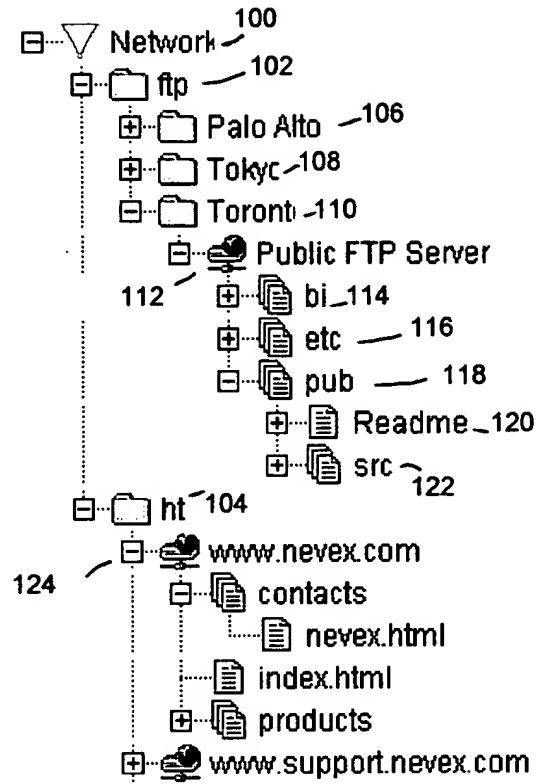 Network 100
ftp 102
Palo Alto 106
Tokyc 108
Toront 110
Public FTP Server
112
bi 114
etc 116
pub 118
Readme 120
src 122
ht 104
www.nevex.com
124
contacts
nevex.html
index.html
products
www.support.nevex.com